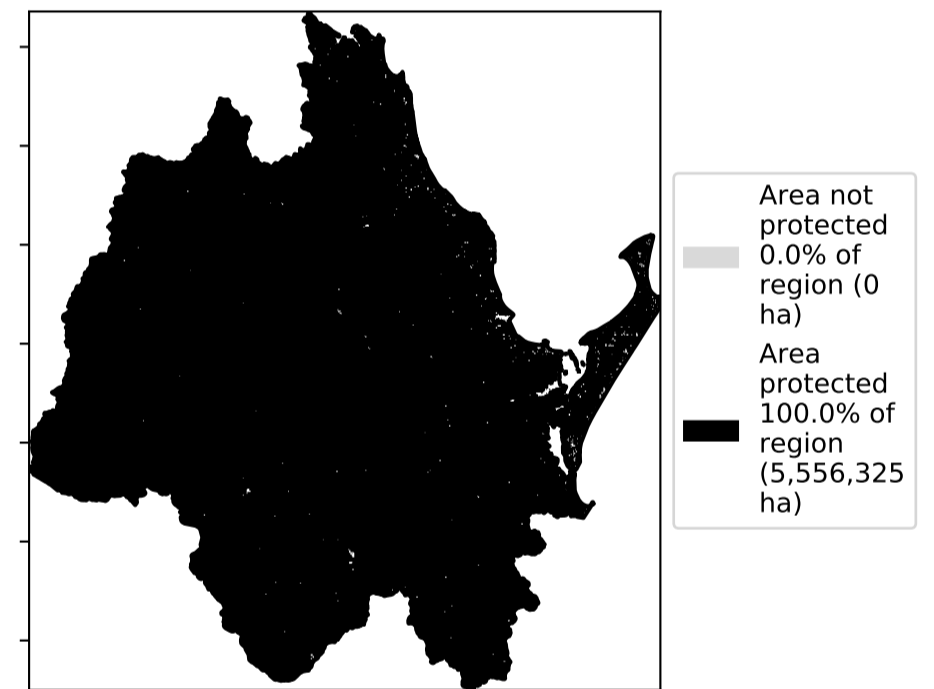 Area not
protected
0.0% of
region (0
ha)
Area
protected
100.0% of
region
(5,556,325
ha)